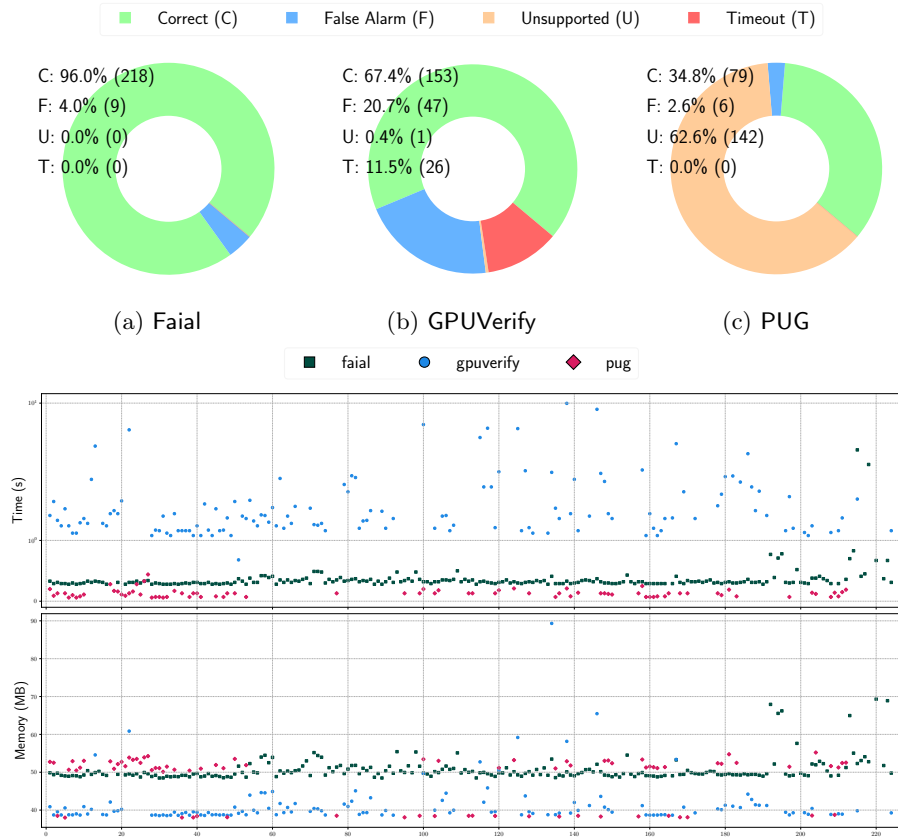 Correct (C) False Alarm (F) Unsupported (U) Timeout (T)
C: 96.0% (218)
F: 4.0% (9)
U: 0.0% (0)
T: 0.0% (0)
C: 67.4% (153)
F: 20.7% (47)
U: 0.4% (1)
T: 11.5% (26)
C: 34.8% (79)
F: 2.6% (6)
U: 62.6% (142)
T: 0.0% (0)
(a) Faial
(b) GPUVerify
(c) PUG
faial gpuverify pug
Time (s)
10⁰
0
Memory (MB)
90
80
70
60
50
40
0 20 40 60 80 100 120 140 160 180 200 220